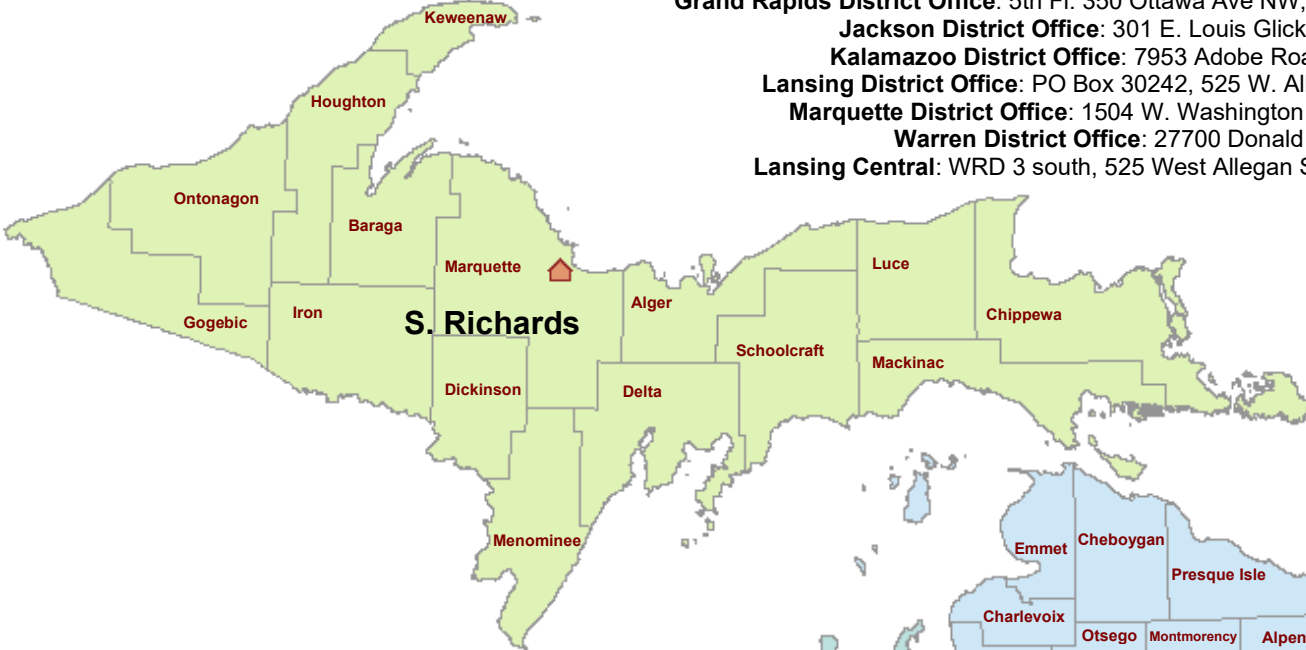 Grand Rapids District Office: 5th Fl. 350 Ottawa Ave NW,
Jackson District Office: 301 E. Louis Glick
Kalamazoo District Office: 7953 Adobe Roa
Lansing District Office: PO Box 30242, 525 W. All
Marquette District Office: 1504 W. Washington
Warren District Office: 27700 Donald
Lansing Central: WRD 3 south, 525 West Allegan S
Keweenaw
Houghton
Ontonagon
Baraga
Marquette
Luce
Alger
Iron
Gogebic
S. Richards
Chippewa
Schoolcraft
Mackinac
Dickinson
Delta
Menominee
Emmet
Cheboygan
Presque Isle
Charlevoix
Otsego
Montmorency
Alpen